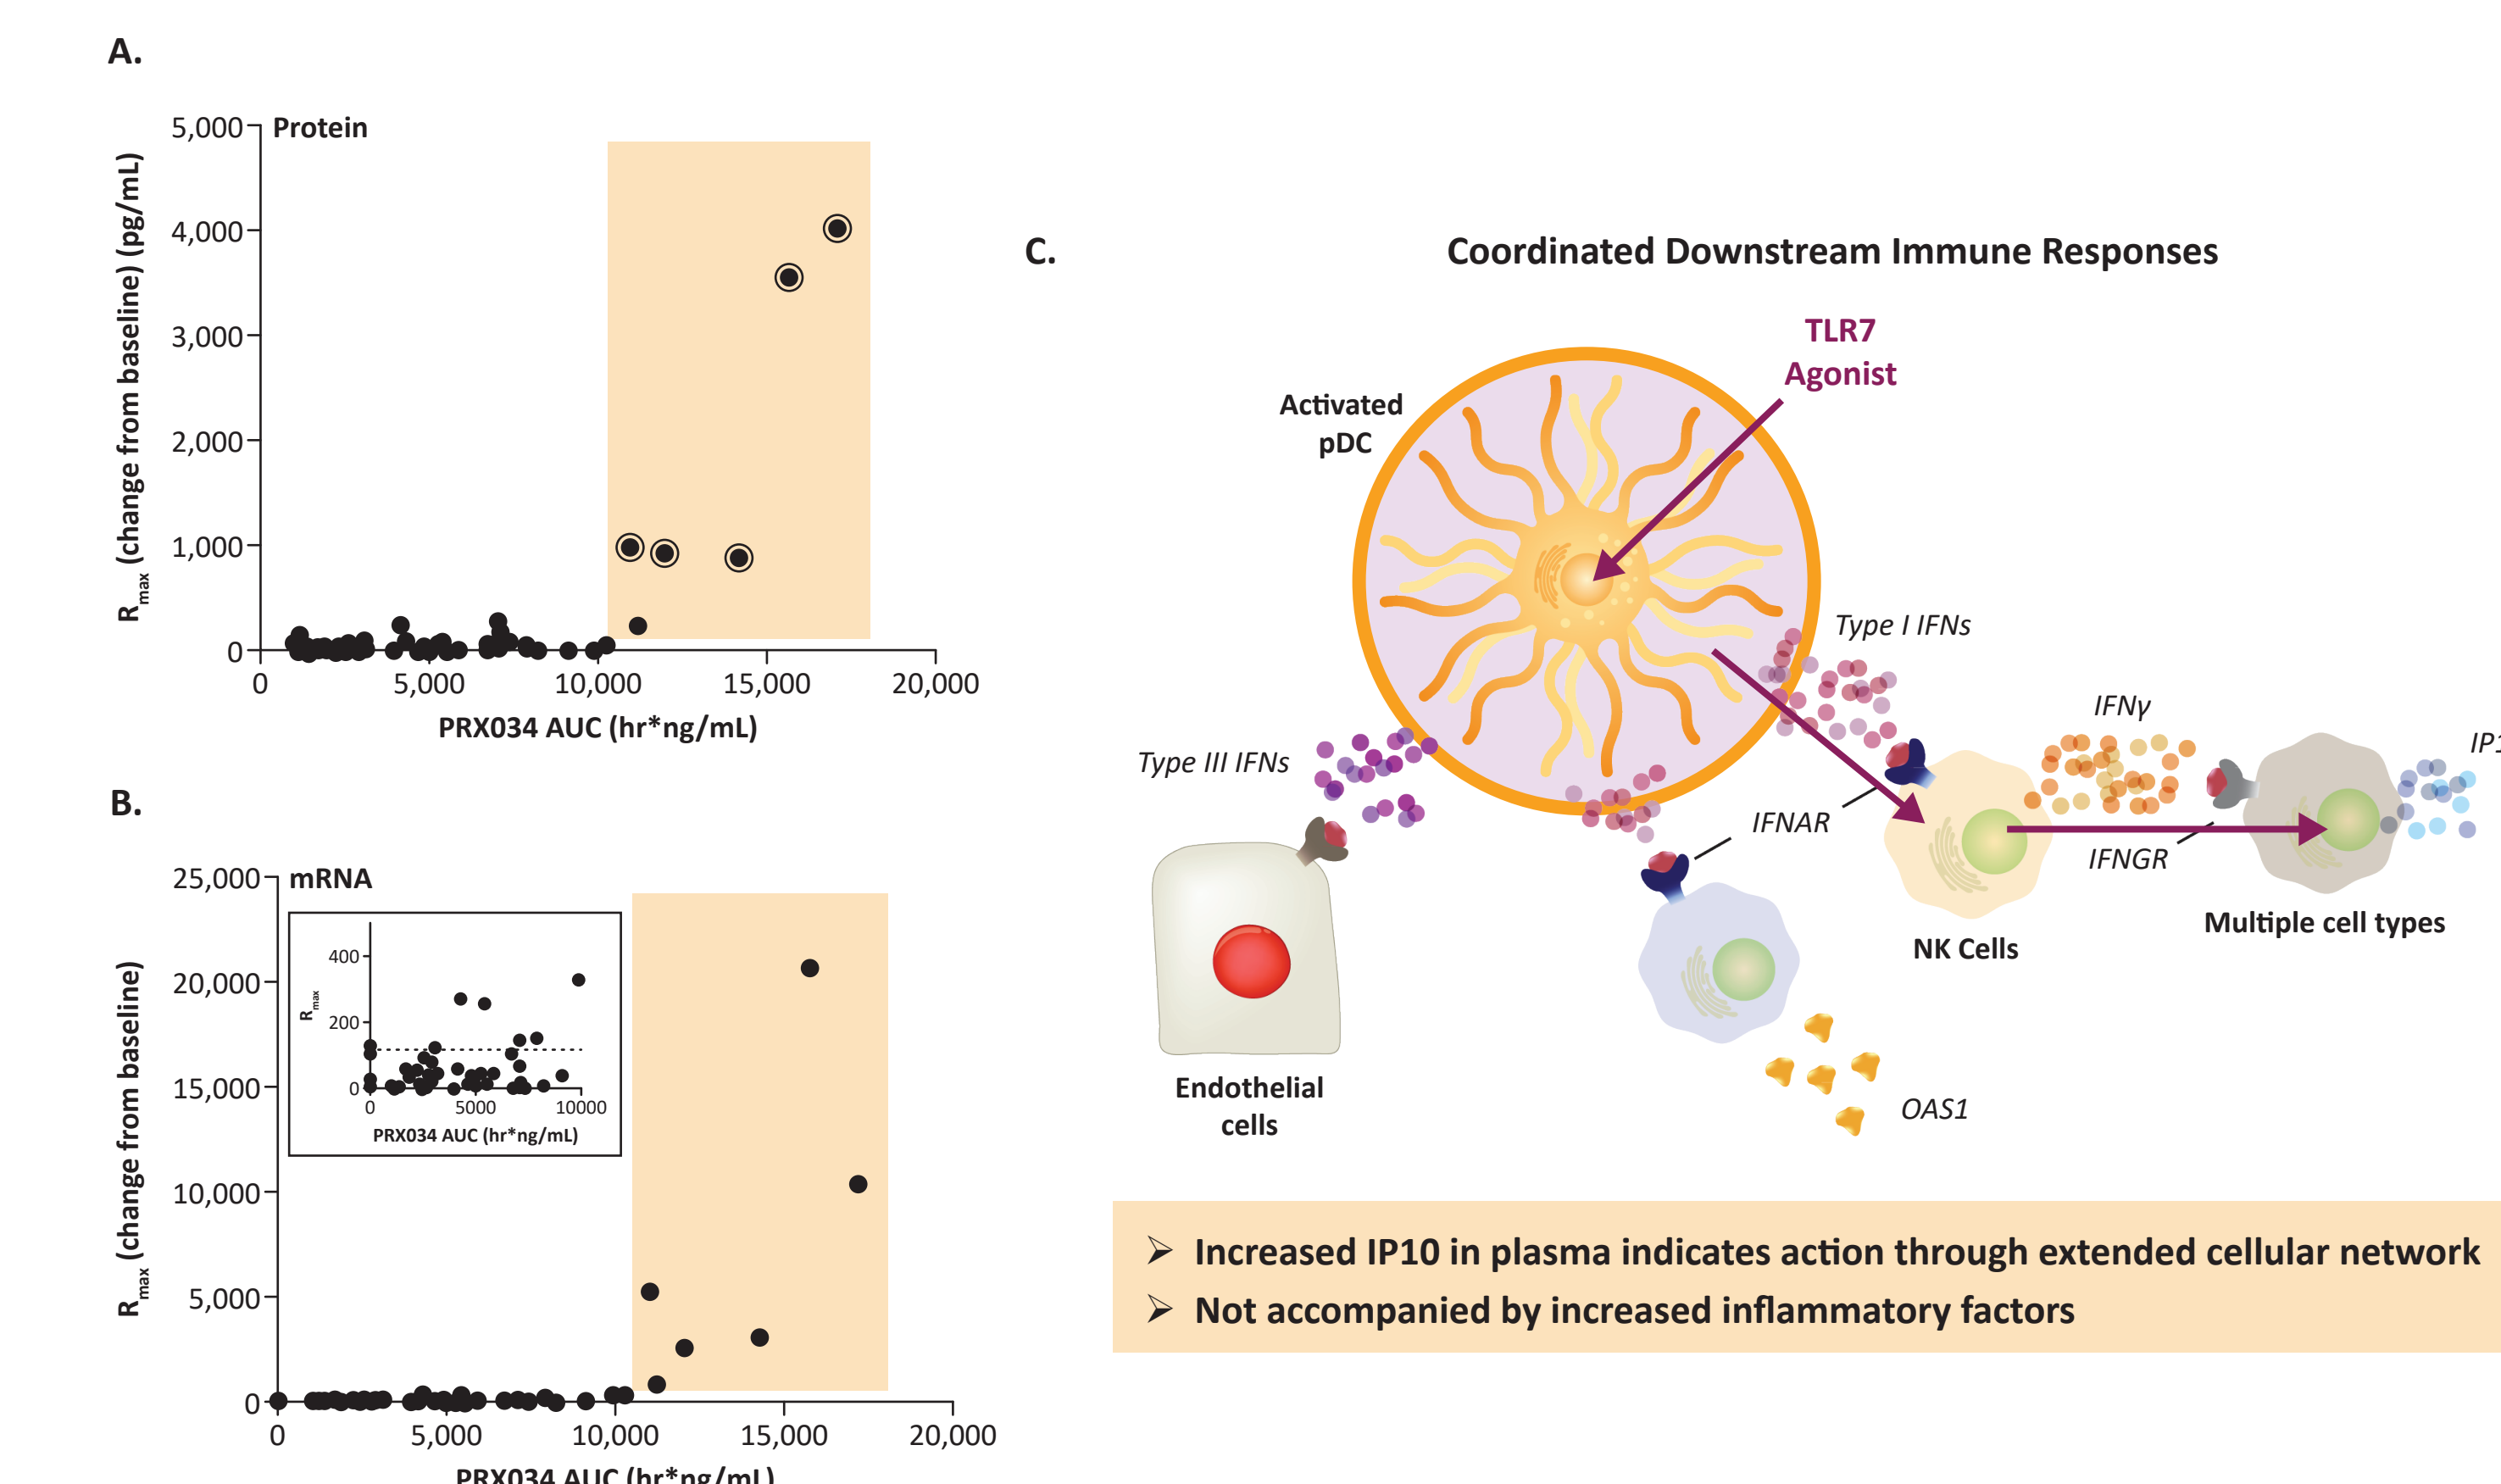 A.
Protein
5,000
4,000
3,000
2,000
1,000
0
Rmax (change from baseline) (pg/mL)
0 5,000 10,000 15,000 20,000
PRX034 AUC (hr*ng/mL)
B.
mRNA
25,000
20,000
15,000
10,000
5,000
0
Rmax (change from baseline)
400
200
0
Rmax
0 5000 10000
PRX034 AUC (hr*ng/mL)
0 5,000 10,000 15,000 20,000
PRX034 AUC (hr*ng/mL)
C.
Coordinated Downstream Immune Responses
TLR7
Agonist
Activated
pDC
Type I IFNs
Type III IFNs
IFNγ
IFNAR
IFNGR
NK Cells
Multiple cell types
Endothelial
cells
OAS1
➢ Increased IP10 in plasma indicates action through extended cellular network
➢ Not accompanied by increased inflammatory factors